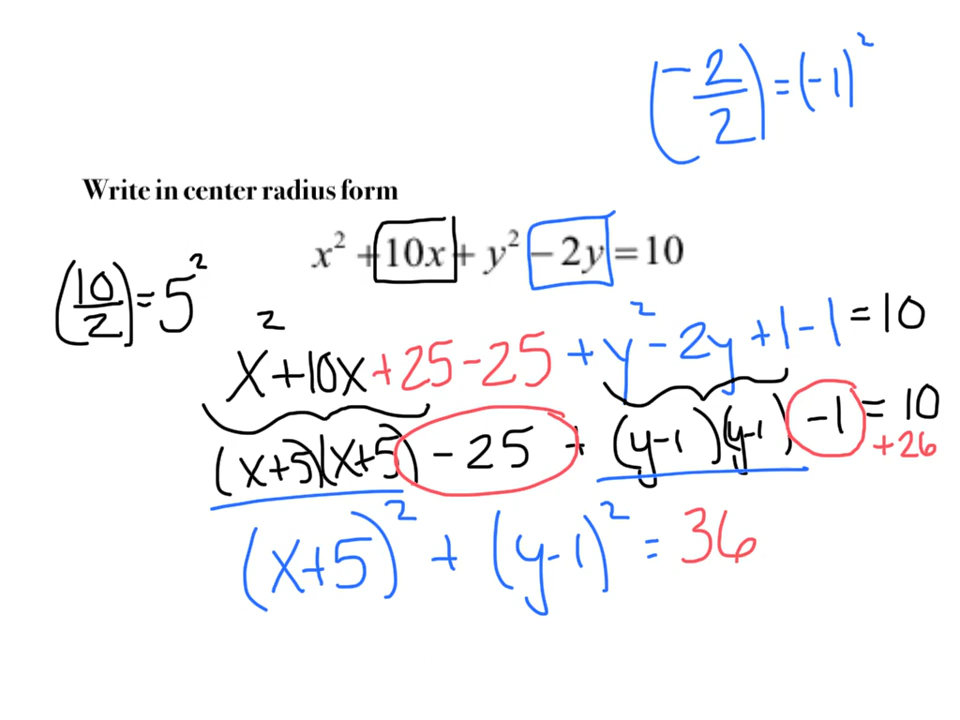 (-2/2) = (-1)²
Write in center radius form
x² + 10x + y² - 2y = 10
(10/2) = 5²
x² + 10x + 25 - 25 + y² - 2y + 1 - 1 = 10
(x+5)(x+5) - 25 + (y-1)(y-1) - 1 = 10
+26
(x+5)² + (y-1)² = 36